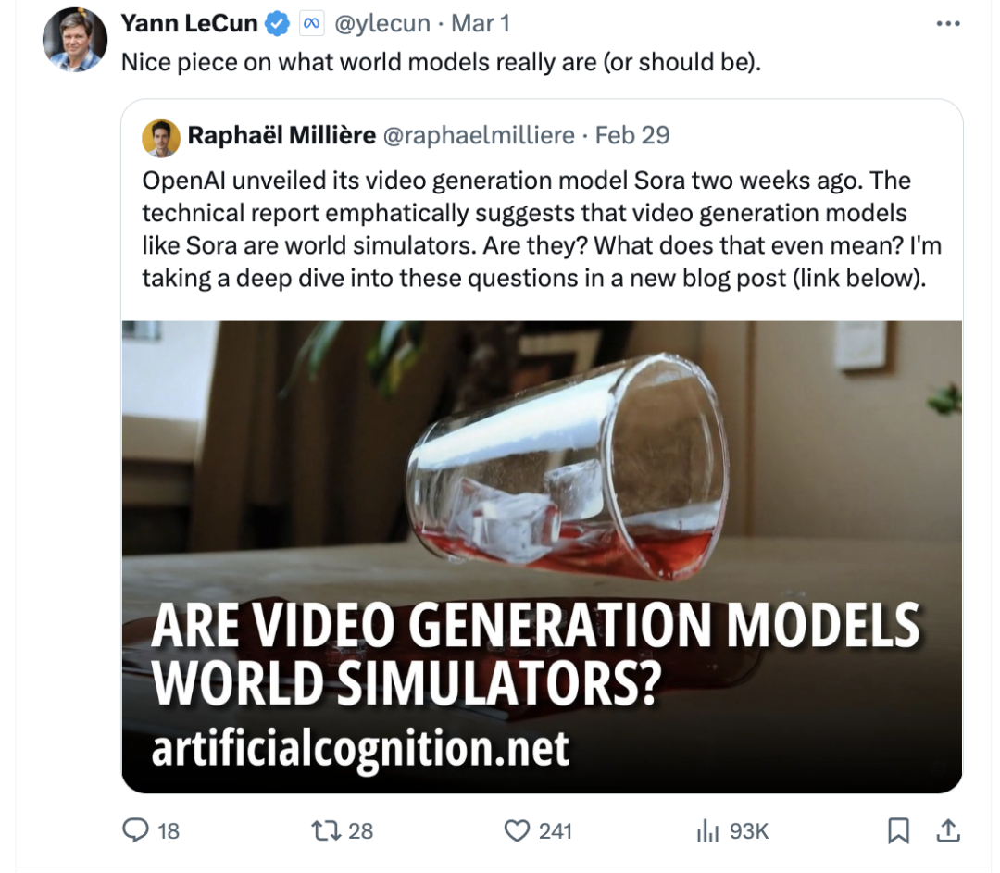 Yann LeCun @ylecun · Mar 1
Nice piece on what world models really are (or should be).
Raphaël Millière @raphaelmilliere · Feb 29
OpenAI unveiled its video generation model Sora two weeks ago. The
technical report emphatically suggests that video generation models
like Sora are world simulators. Are they? What does that even mean? I'm
taking a deep dive into these questions in a new blog post (link below).
ARE VIDEO GENERATION MODELS
WORLD SIMULATORS?
artificialcognition.net
18 28 241 93K